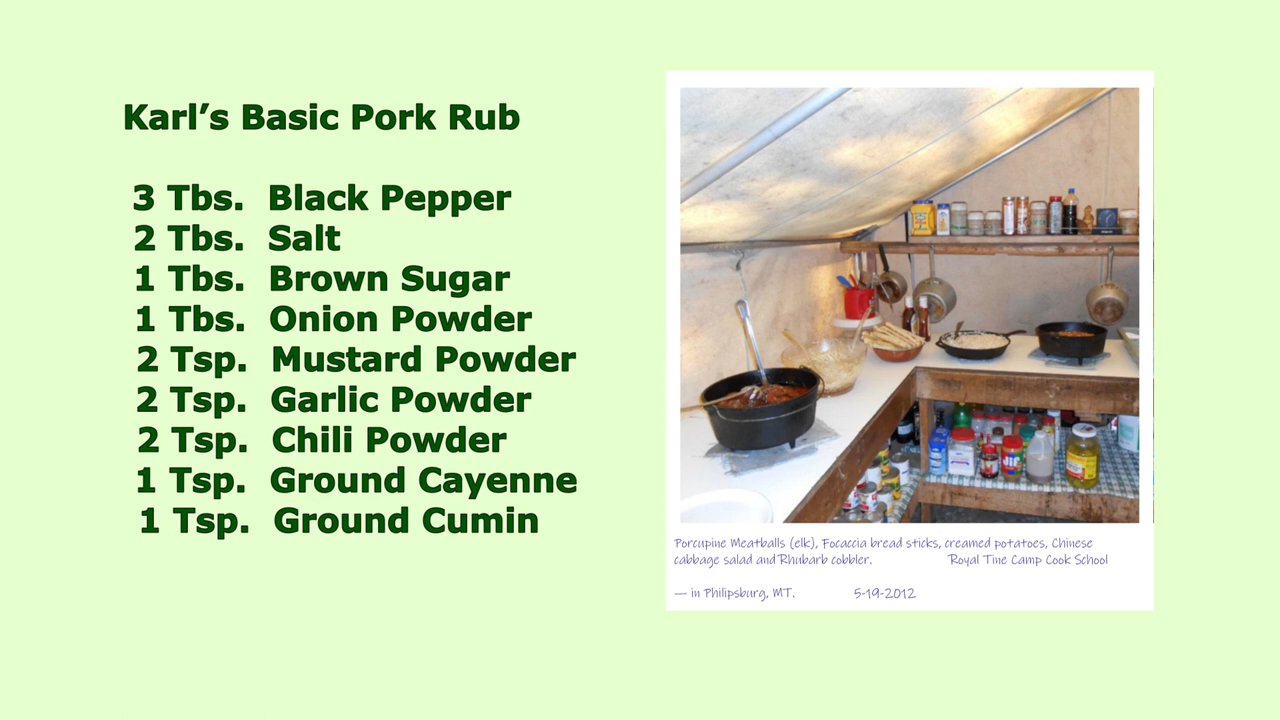 Karl’s Basic Pork Rub
3 Tbs. Black Pepper
2 Tbs. Salt
1 Tbs. Brown Sugar
1 Tbs. Onion Powder
2 Tsp. Mustard Powder
2 Tsp. Garlic Powder
2 Tsp. Chili Powder
1 Tsp. Ground Cayenne
1 Tsp. Ground Cumin
Jif
Porcupine Meatballs (elk), Focaccia bread sticks, creamed potatoes, Chinese
cabbage salad and Rhubarb cobbler. Royal Tine Camp Cook School
— in Philipsburg, MT. 5-19-2012